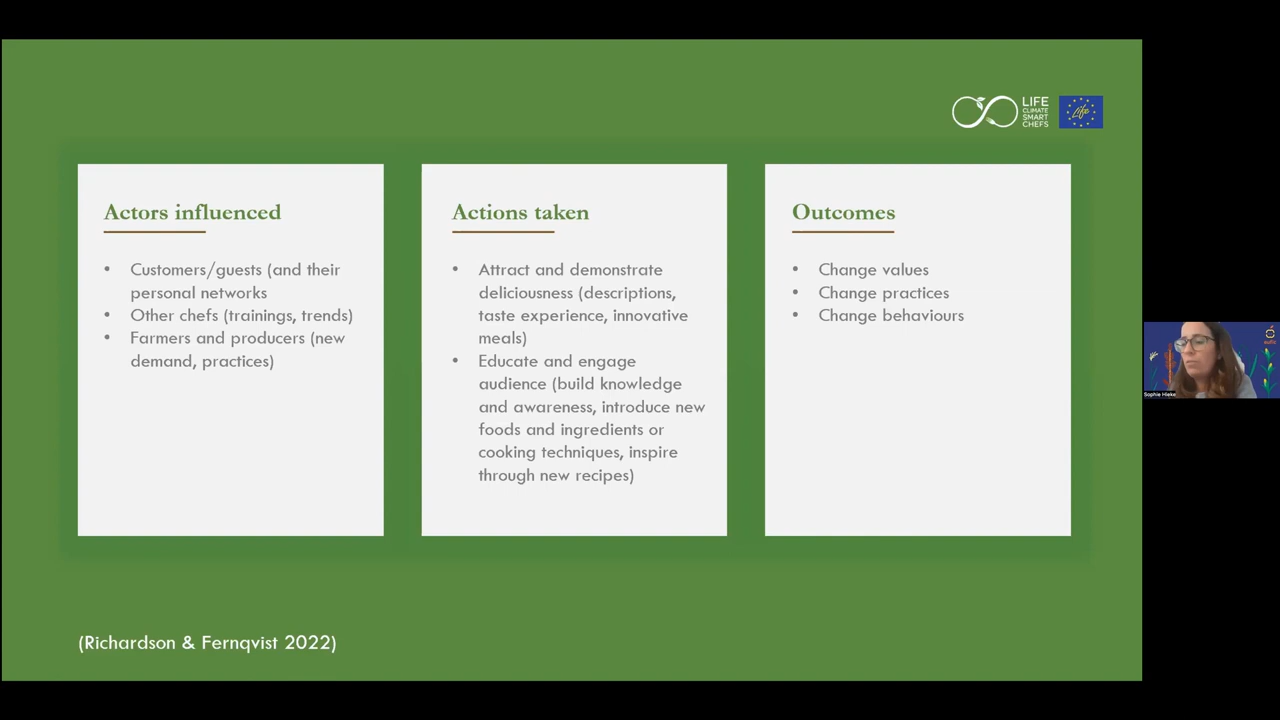 LIFE
CLIMATE
SMART
CHEFS
Life
Actors influenced
• Customers/guests (and their
personal networks
• Other chefs (trainings, trends)
• Farmers and producers (new
demand, practices)
Actions taken
• Attract and demonstrate
deliciousness (descriptions,
taste experience, innovative
meals)
• Educate and engage
audience (build knowledge
and awareness, introduce new
foods and ingredients or
cooking techniques, inspire
through new recipes)
Outcomes
• Change values
• Change practices
• Change behaviours
(Richardson & Fernqvist 2022)
Sophie Hieke